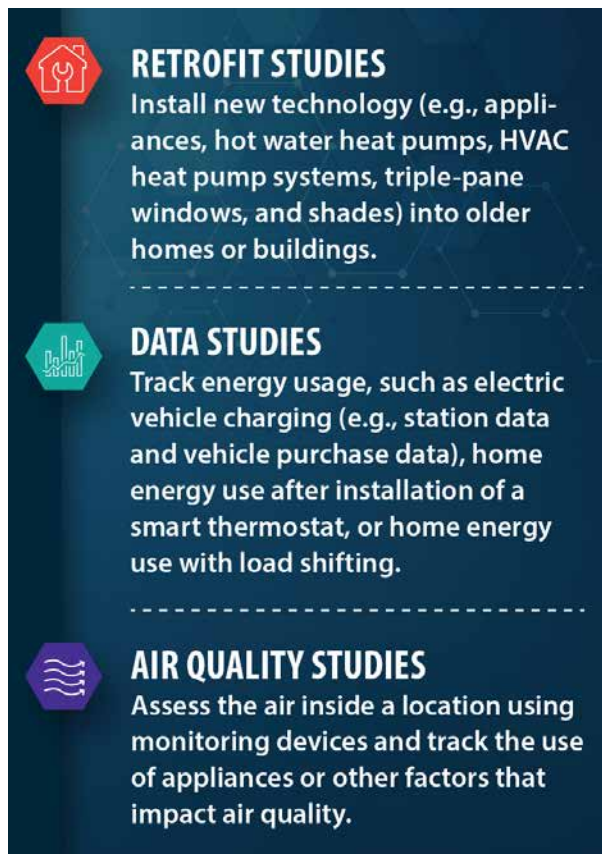 RETROFIT STUDIES
Install new technology (e.g., appli-
ances, hot water heat pumps, HVAC
heat pump systems, triple-pane
windows, and shades) into older
homes or buildings.
DATA STUDIES
Track energy usage, such as electric
vehicle charging (e.g., station data
and vehicle purchase data), home
energy use after installation of a
smart thermostat, or home energy
use with load shifting.
AIR QUALITY STUDIES
Assess the air inside a location using
monitoring devices and track the use
of appliances or other factors that
impact air quality.